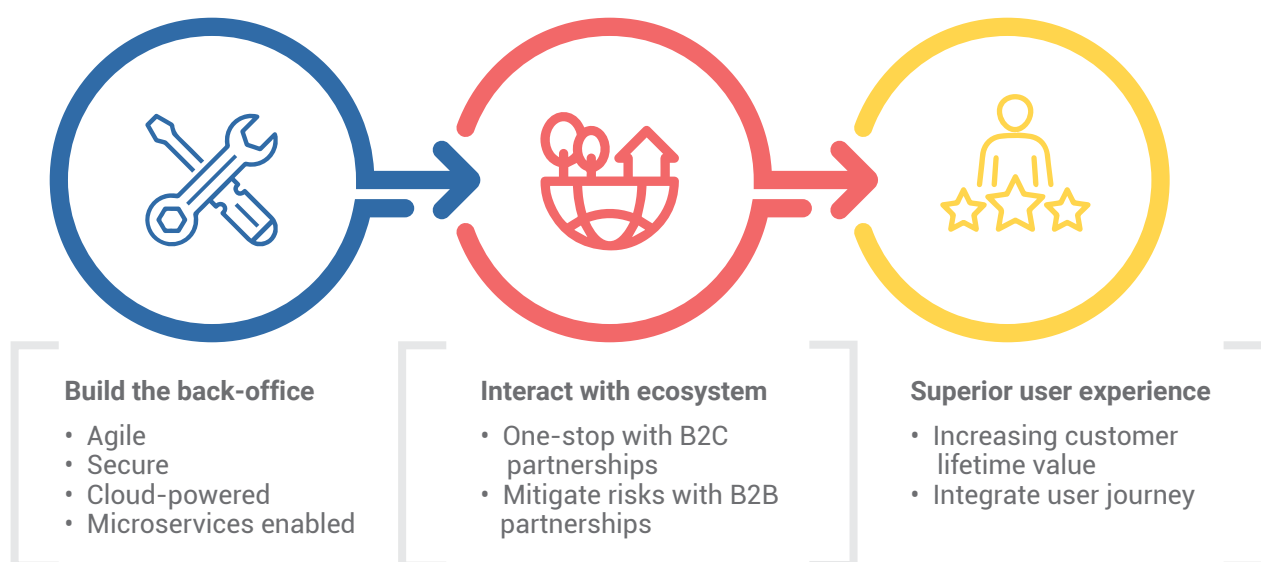 Build the back-office
• Agile
• Secure
• Cloud-powered
• Microservices enabled
Interact with ecosystem
• One-stop with B2C
partnerships
• Mitigate risks with B2B
partnerships
Superior user experience
• Increasing customer
lifetime value
• Integrate user journey